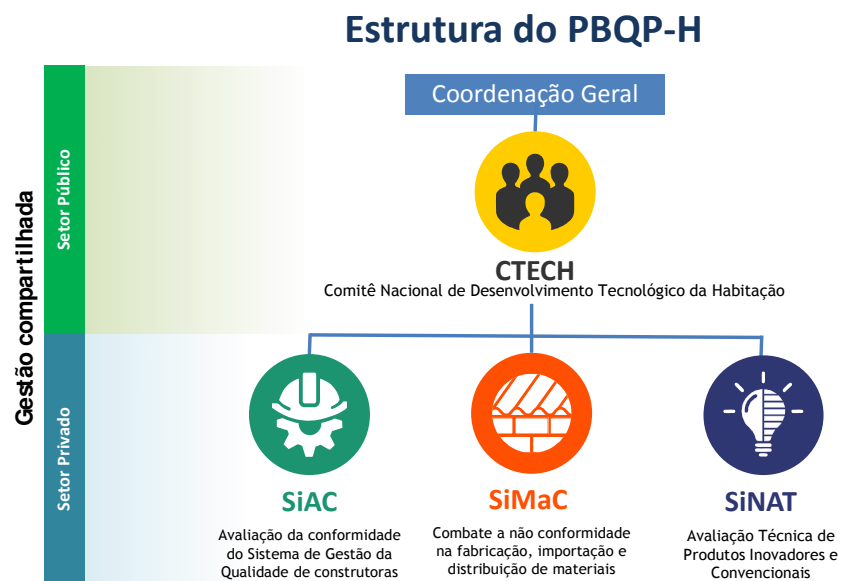 Estrutura do PBQP-H
Coordenação Geral
Gestão compartilhada
Setor Público
Setor Privado
CTECH
Comitê Nacional de Desenvolvimento Tecnológico da Habitação
SiAC
Avaliação da conformidade
do Sistema de Gestão da
Qualidade de construtoras
SiMaC
Combate a não conformidade
na fabricação, importação e
distribuição de materiais
SiNAT
Avaliação Técnica de
Produtos Inovadores e
Convencionais